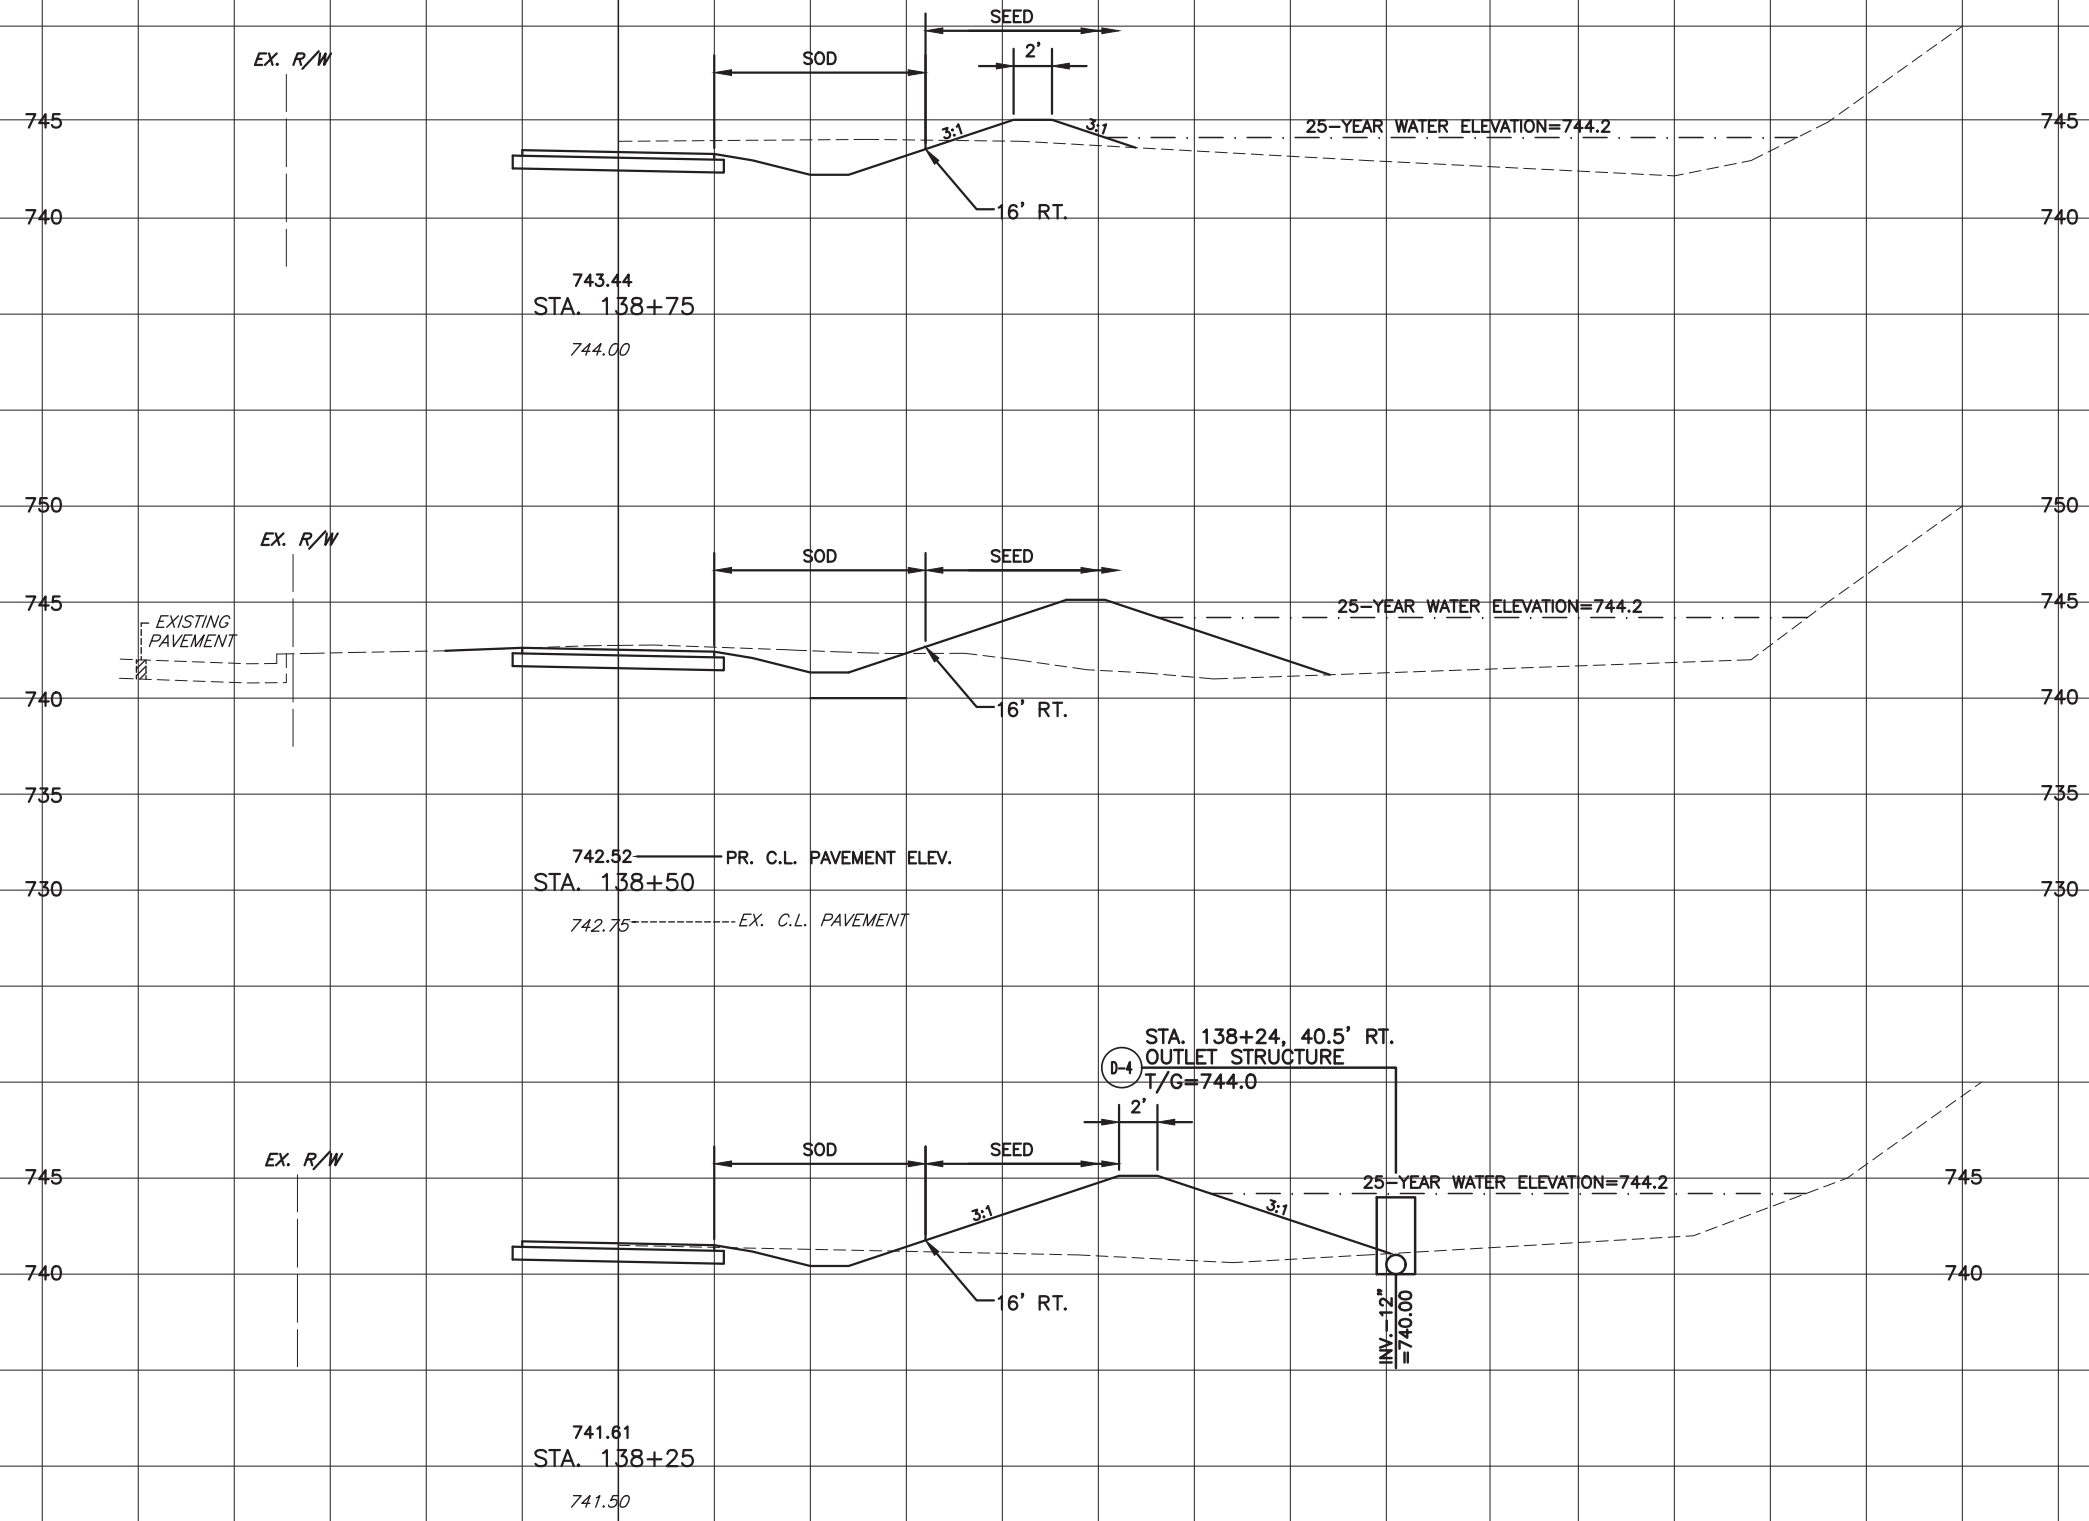 SEED
EX. R/W
SOD
2'
745
3:1
3:1
25-YEAR WATER ELEVATION=744.2
745
740
16' RT.
740
743.44
STA. 138+75
744.00
750
750
EX. R/W
SOD
SEED
745
25-YEAR WATER ELEVATION=744.2
745
EXISTING
PAVEMENT
740
16' RT.
740
735
735
742.52
PR. C.L. PAVEMENT ELEV.
730
STA. 138+50
730
742.75
EX. C.L. PAVEMENT
STA. 138+24, 40.5' RT.
OUTLET STRUCTURE
D-4
T/G=744.0
2'
EX. R/W
SOD
SEED
745
25-YEAR WATER ELEVATION=744.2
745
3:1
3:1
740
740
16' RT.
INV.-12"
=740.00
741.61
STA. 138+25
741.50